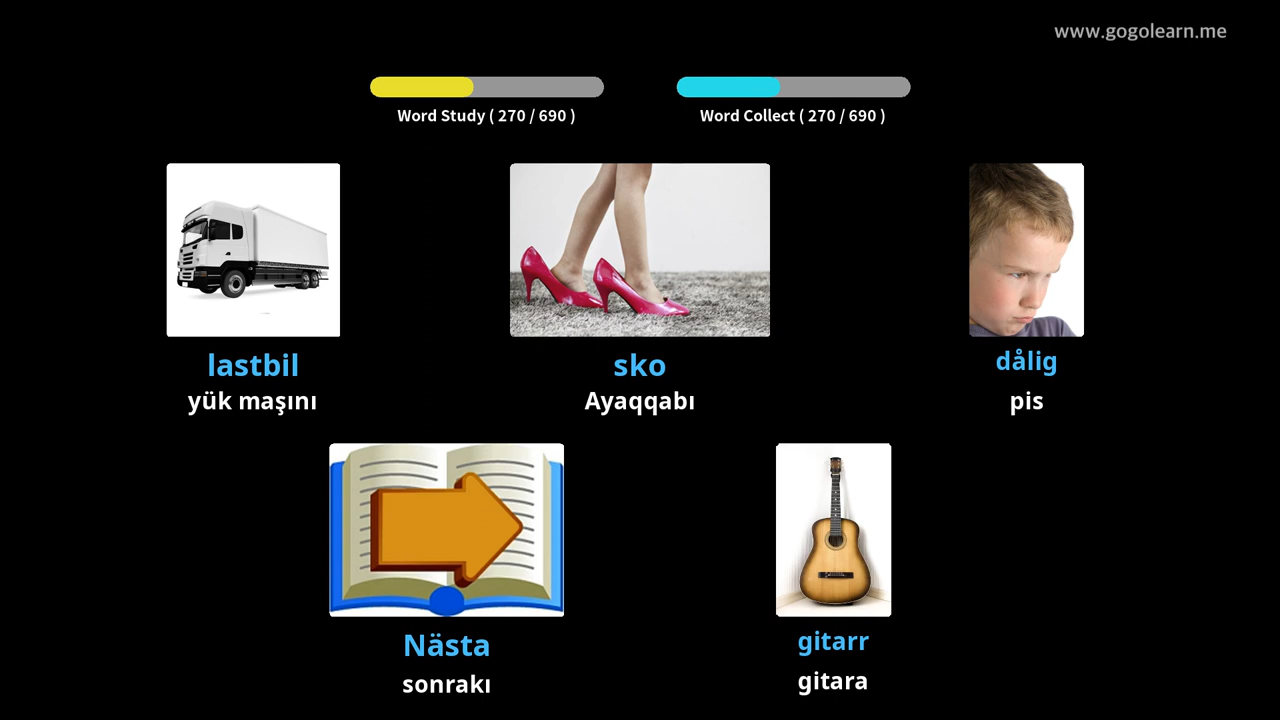 www.gogolearn.me
Word Study ( 270 / 690 )
Word Collect ( 270 / 690 )
lastbil
yük maşını
sko
Ayaqqabı
dålig
pis
Nästa
sonrakı
gitarr
gitara